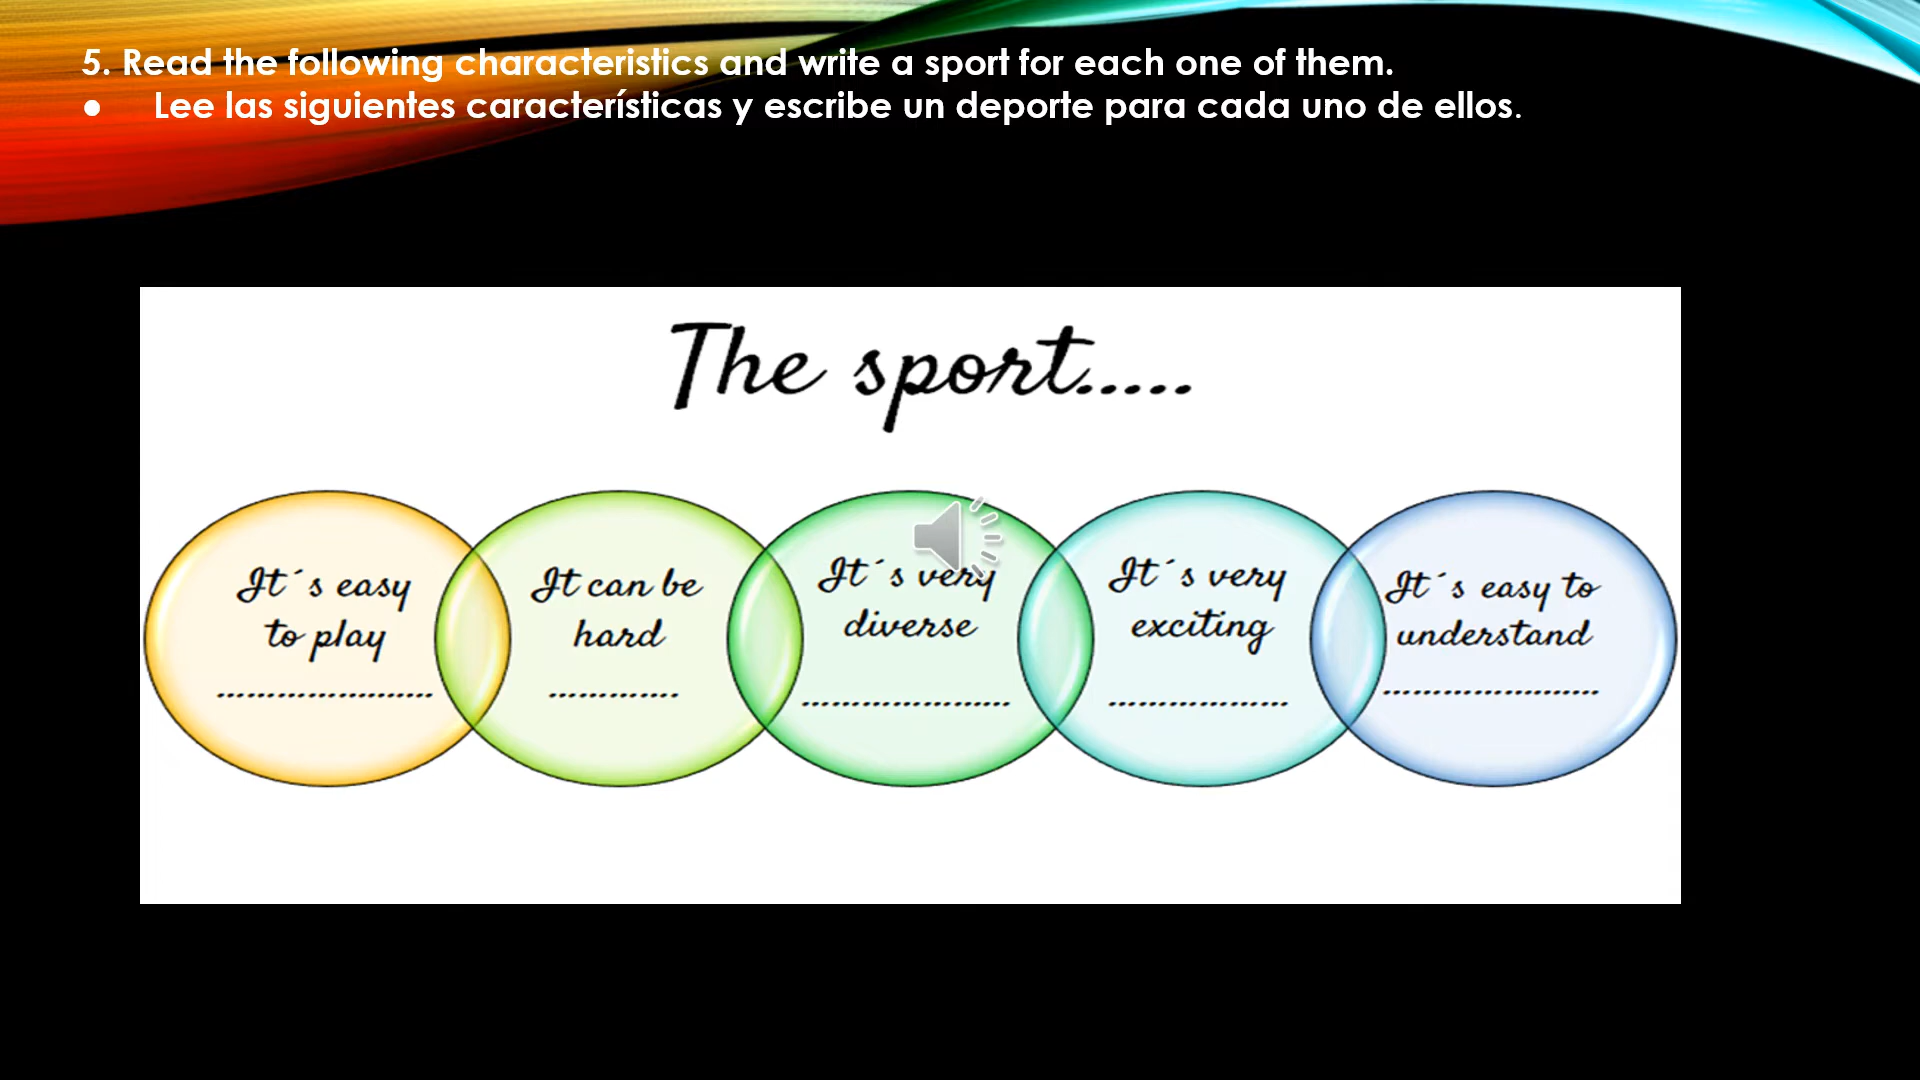 5. Read the following characteristics and write a sport for each one of them.
● Lee las siguientes características y escribe un deporte para cada uno de ellos.
The sport.....
It´s easy
to play
......................
It can be
hard
.............
It´s very
diverse
.....................
It´s very
exciting
..................
It´s easy to
understand
......................